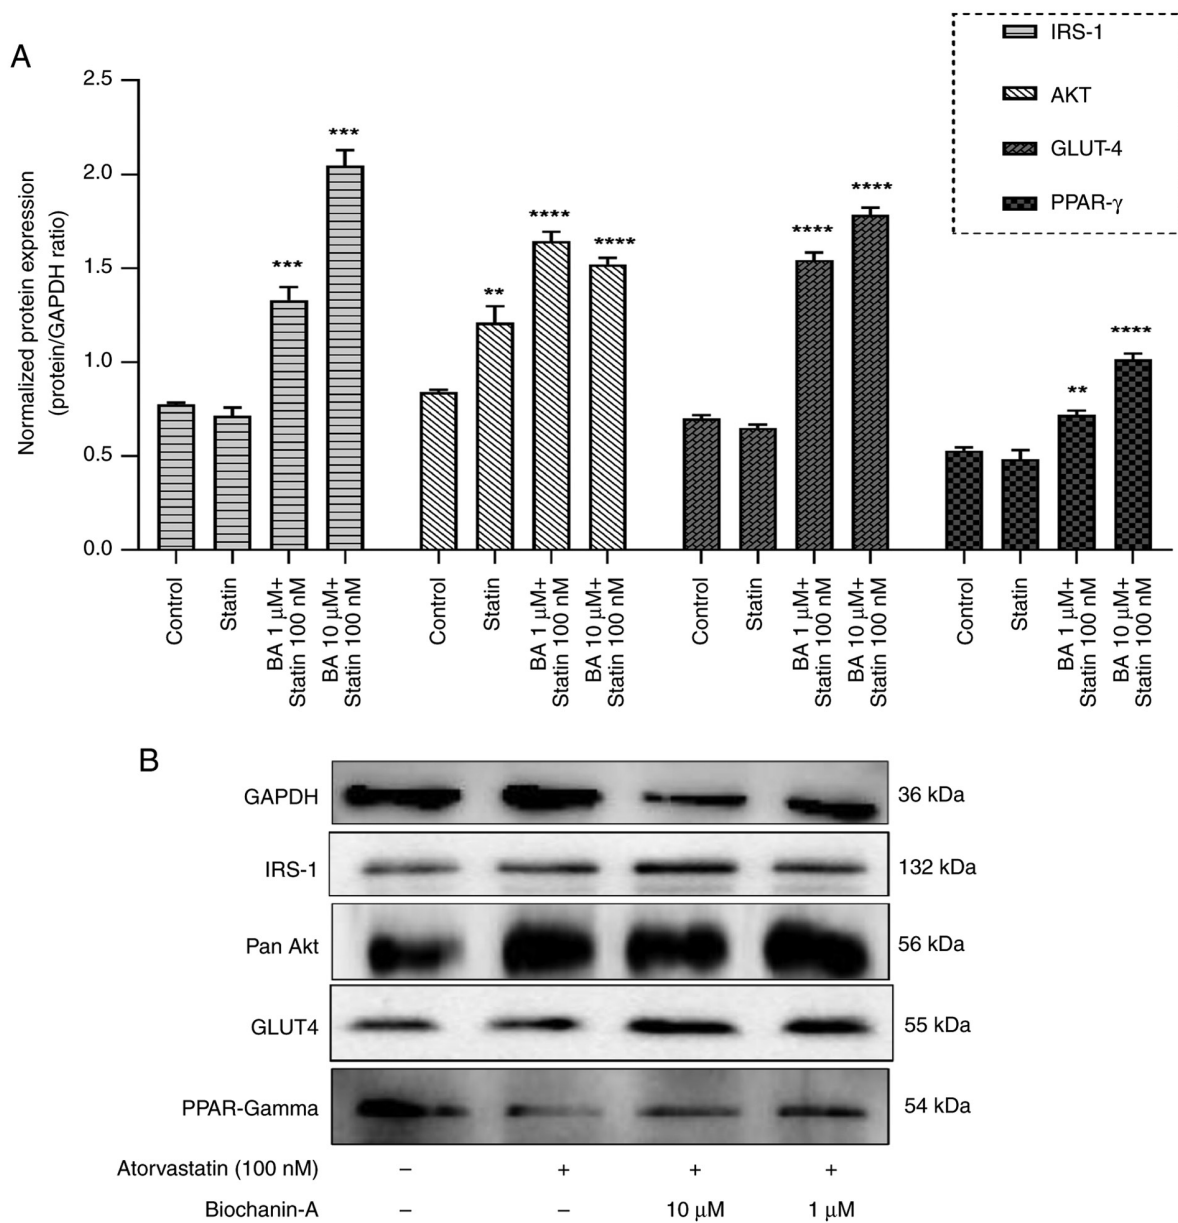 A
IRS-1
AKT
GLUT-4
PPAR-γ
Normalized protein expression
(protein/GAPDH ratio)
2.5
2.0
1.5
1.0
0.5
0.0
***
***
**
****
****
****
****
**
****
Control
Statin
BA 1 μM+
Statin 100 nM
BA 10 μM+
Statin 100 nM
Control
Statin
BA 1 μM+
Statin 100 nM
BA 10 μM+
Statin 100 nM
Control
Statin
BA 1 μM+
Statin 100 nM
BA 10 μM+
Statin 100 nM
Control
Statin
BA 1 μM+
Statin 100 nM
BA 10 μM+
Statin 100 nM
B
GAPDH 36 kDa
IRS-1 132 kDa
Pan Akt 56 kDa
GLUT4 55 kDa
PPAR-Gamma 54 kDa
Atorvastatin (100 nM) – + + +
Biochanin-A – – 10 μM 1 μM